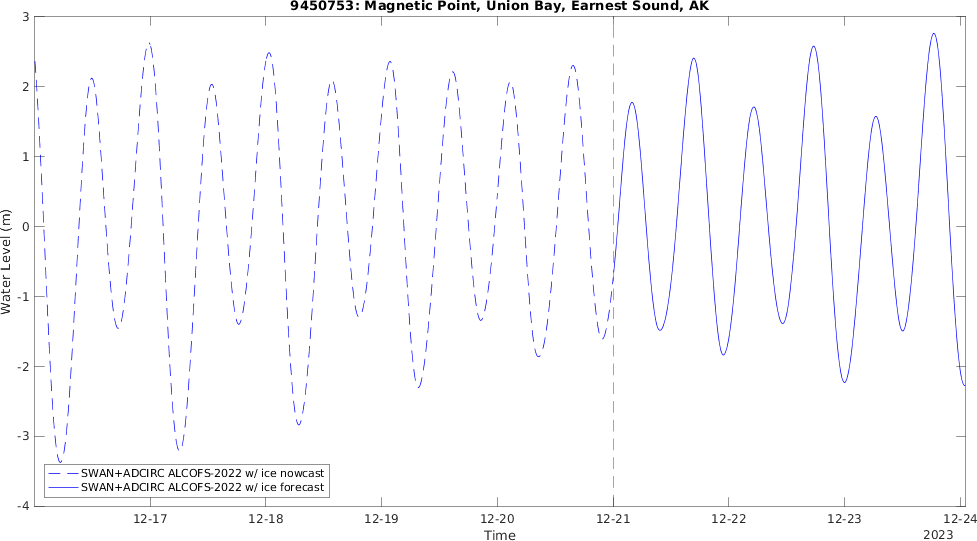 9450753: Magnetic Point, Union Bay, Earnest Sound, AK
3
2
1
0
-1
-2
-3
-4
Water Level (m)
SWAN+ADCIRC ALCOFS-2022 w/ ice nowcast
SWAN+ADCIRC ALCOFS-2022 w/ ice forecast
12-17 12-18 12-19 12-20 12-21 12-22 12-23 12-24
Time
2023